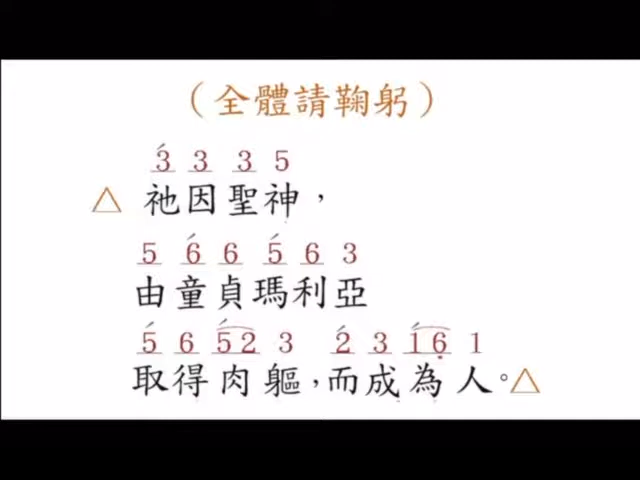 （全體請鞠躬）
3 3 3 5
△ 祂因聖神，
5 6 6 5 6 3
由童貞瑪利亞
5 6 52 3 2 3 16 1
取得肉軀，而成為人。△